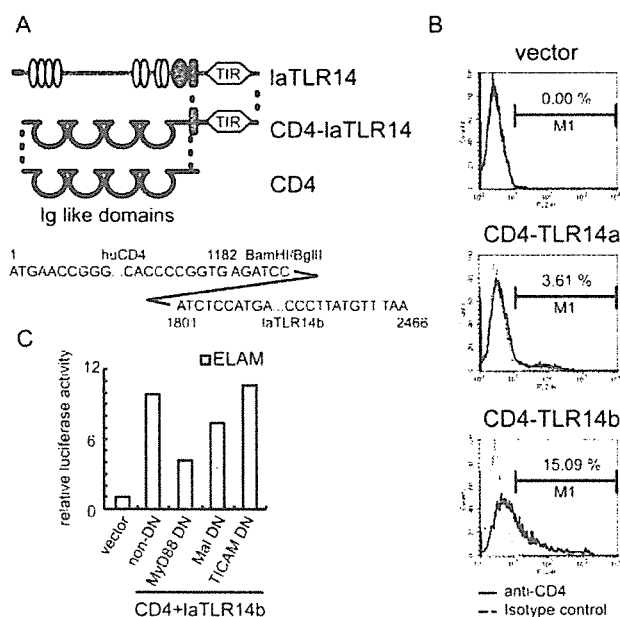 A
TIR
laTLR14
TIR
CD4-laTLR14
CD4
Ig like domains
1 huCD4 1182 BamHI/BglII
ATGAACCGGG...CACCCCGGTG AGATCC
ATCTCCATGA...CCCTTATGTT TAA
1801 laTLR14b 2466
C
ELAM
relative luciferase activity
12
6
0
vector
non-DN
MyD88 DN
Mal DN
TICAM DN
CD4+laTLR14b
B
vector
0.00 %
M1
CD4-TLR14a
3.61 %
M1
CD4-TLR14b
15.09 %
M1
anti-CD4
Isotype control